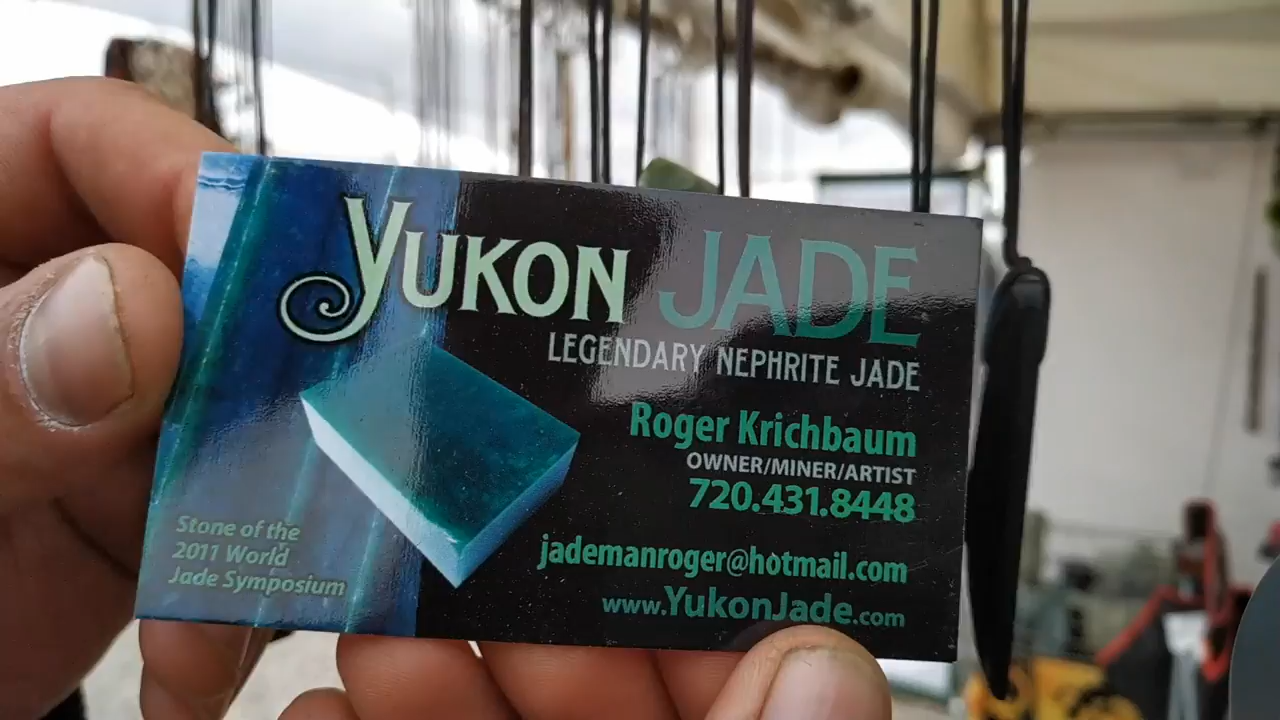 YUKON JADE
LEGENDARY NEPHRITE JADE
Roger Krichbaum
OWNER/MINER/ARTIST
720.431.8448
jademanroger@hotmail.com
www.YukonJade.com
Stone of the
2011 World
Jade Symposium